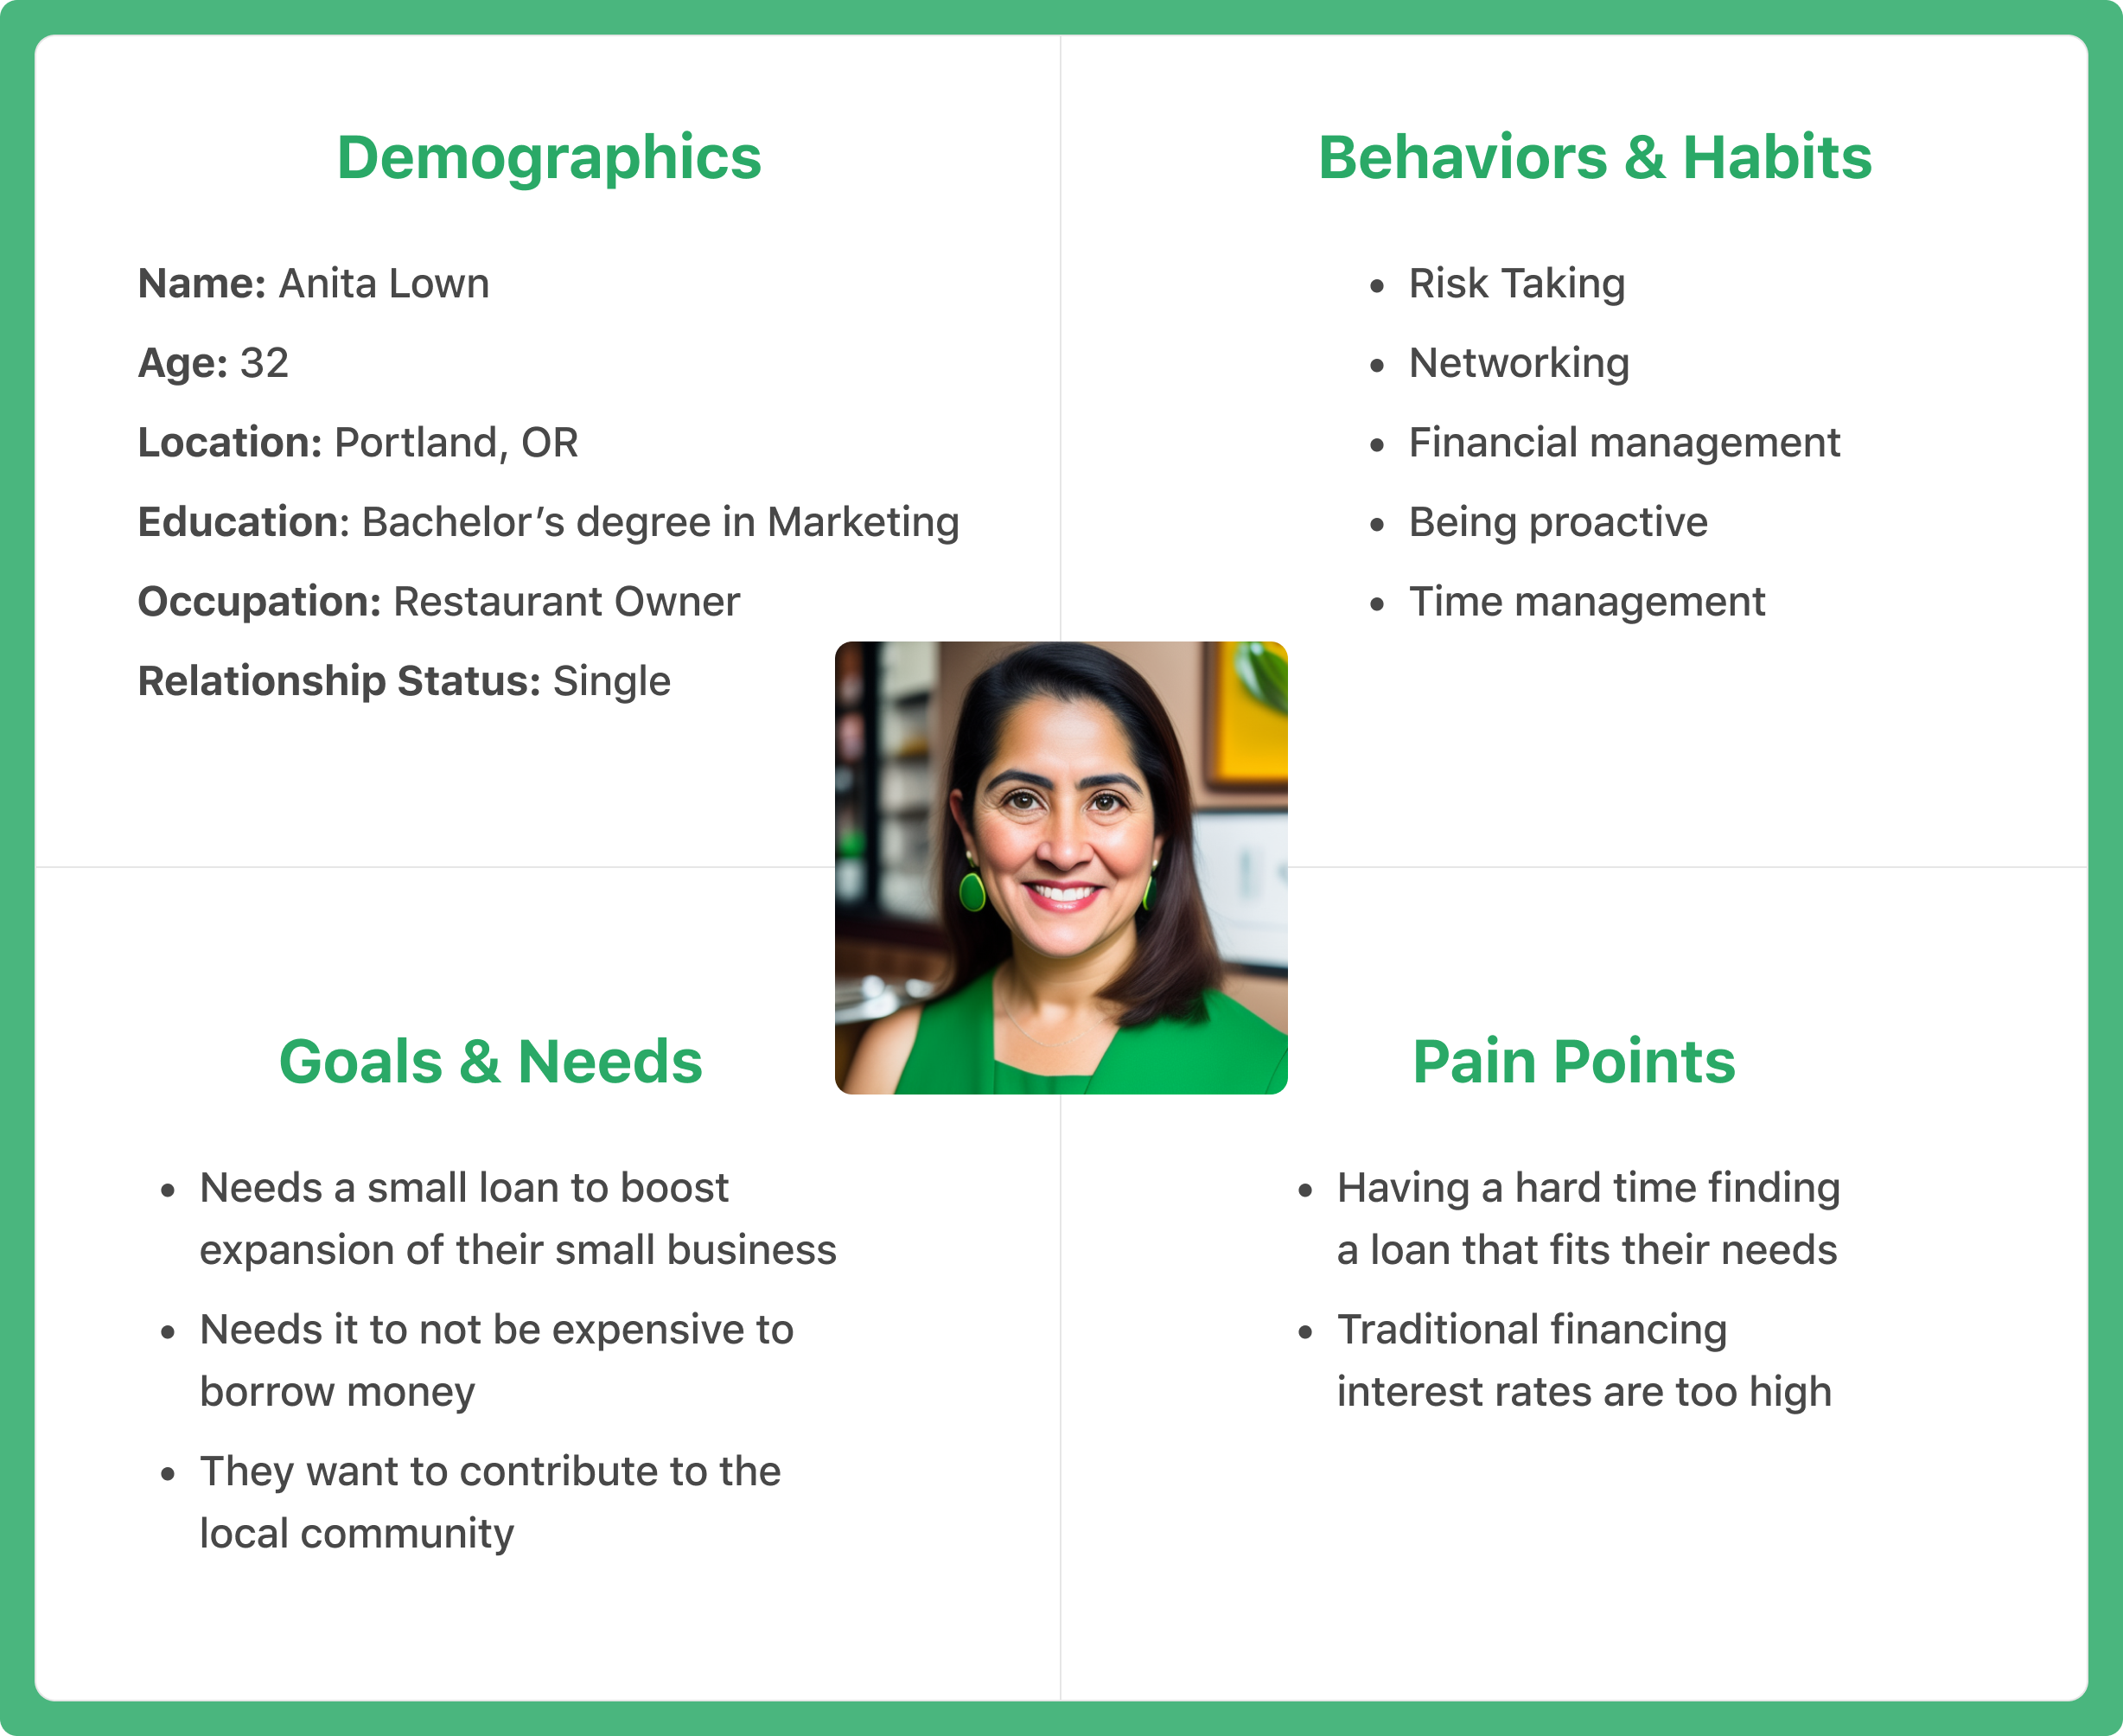 Demographics
Name: Anita Lown
Age: 32
Location: Portland, OR
Education: Bachelor’s degree in Marketing
Occupation: Restaurant Owner
Relationship Status: Single
Behaviors & Habits
• Risk Taking
• Networking
• Financial management
• Being proactive
• Time management
Goals & Needs
• Needs a small loan to boost
expansion of their small business
• Needs it to not be expensive to
borrow money
• They want to contribute to the
local community
Pain Points
• Having a hard time finding
a loan that fits their needs
• Traditional financing
interest rates are too high